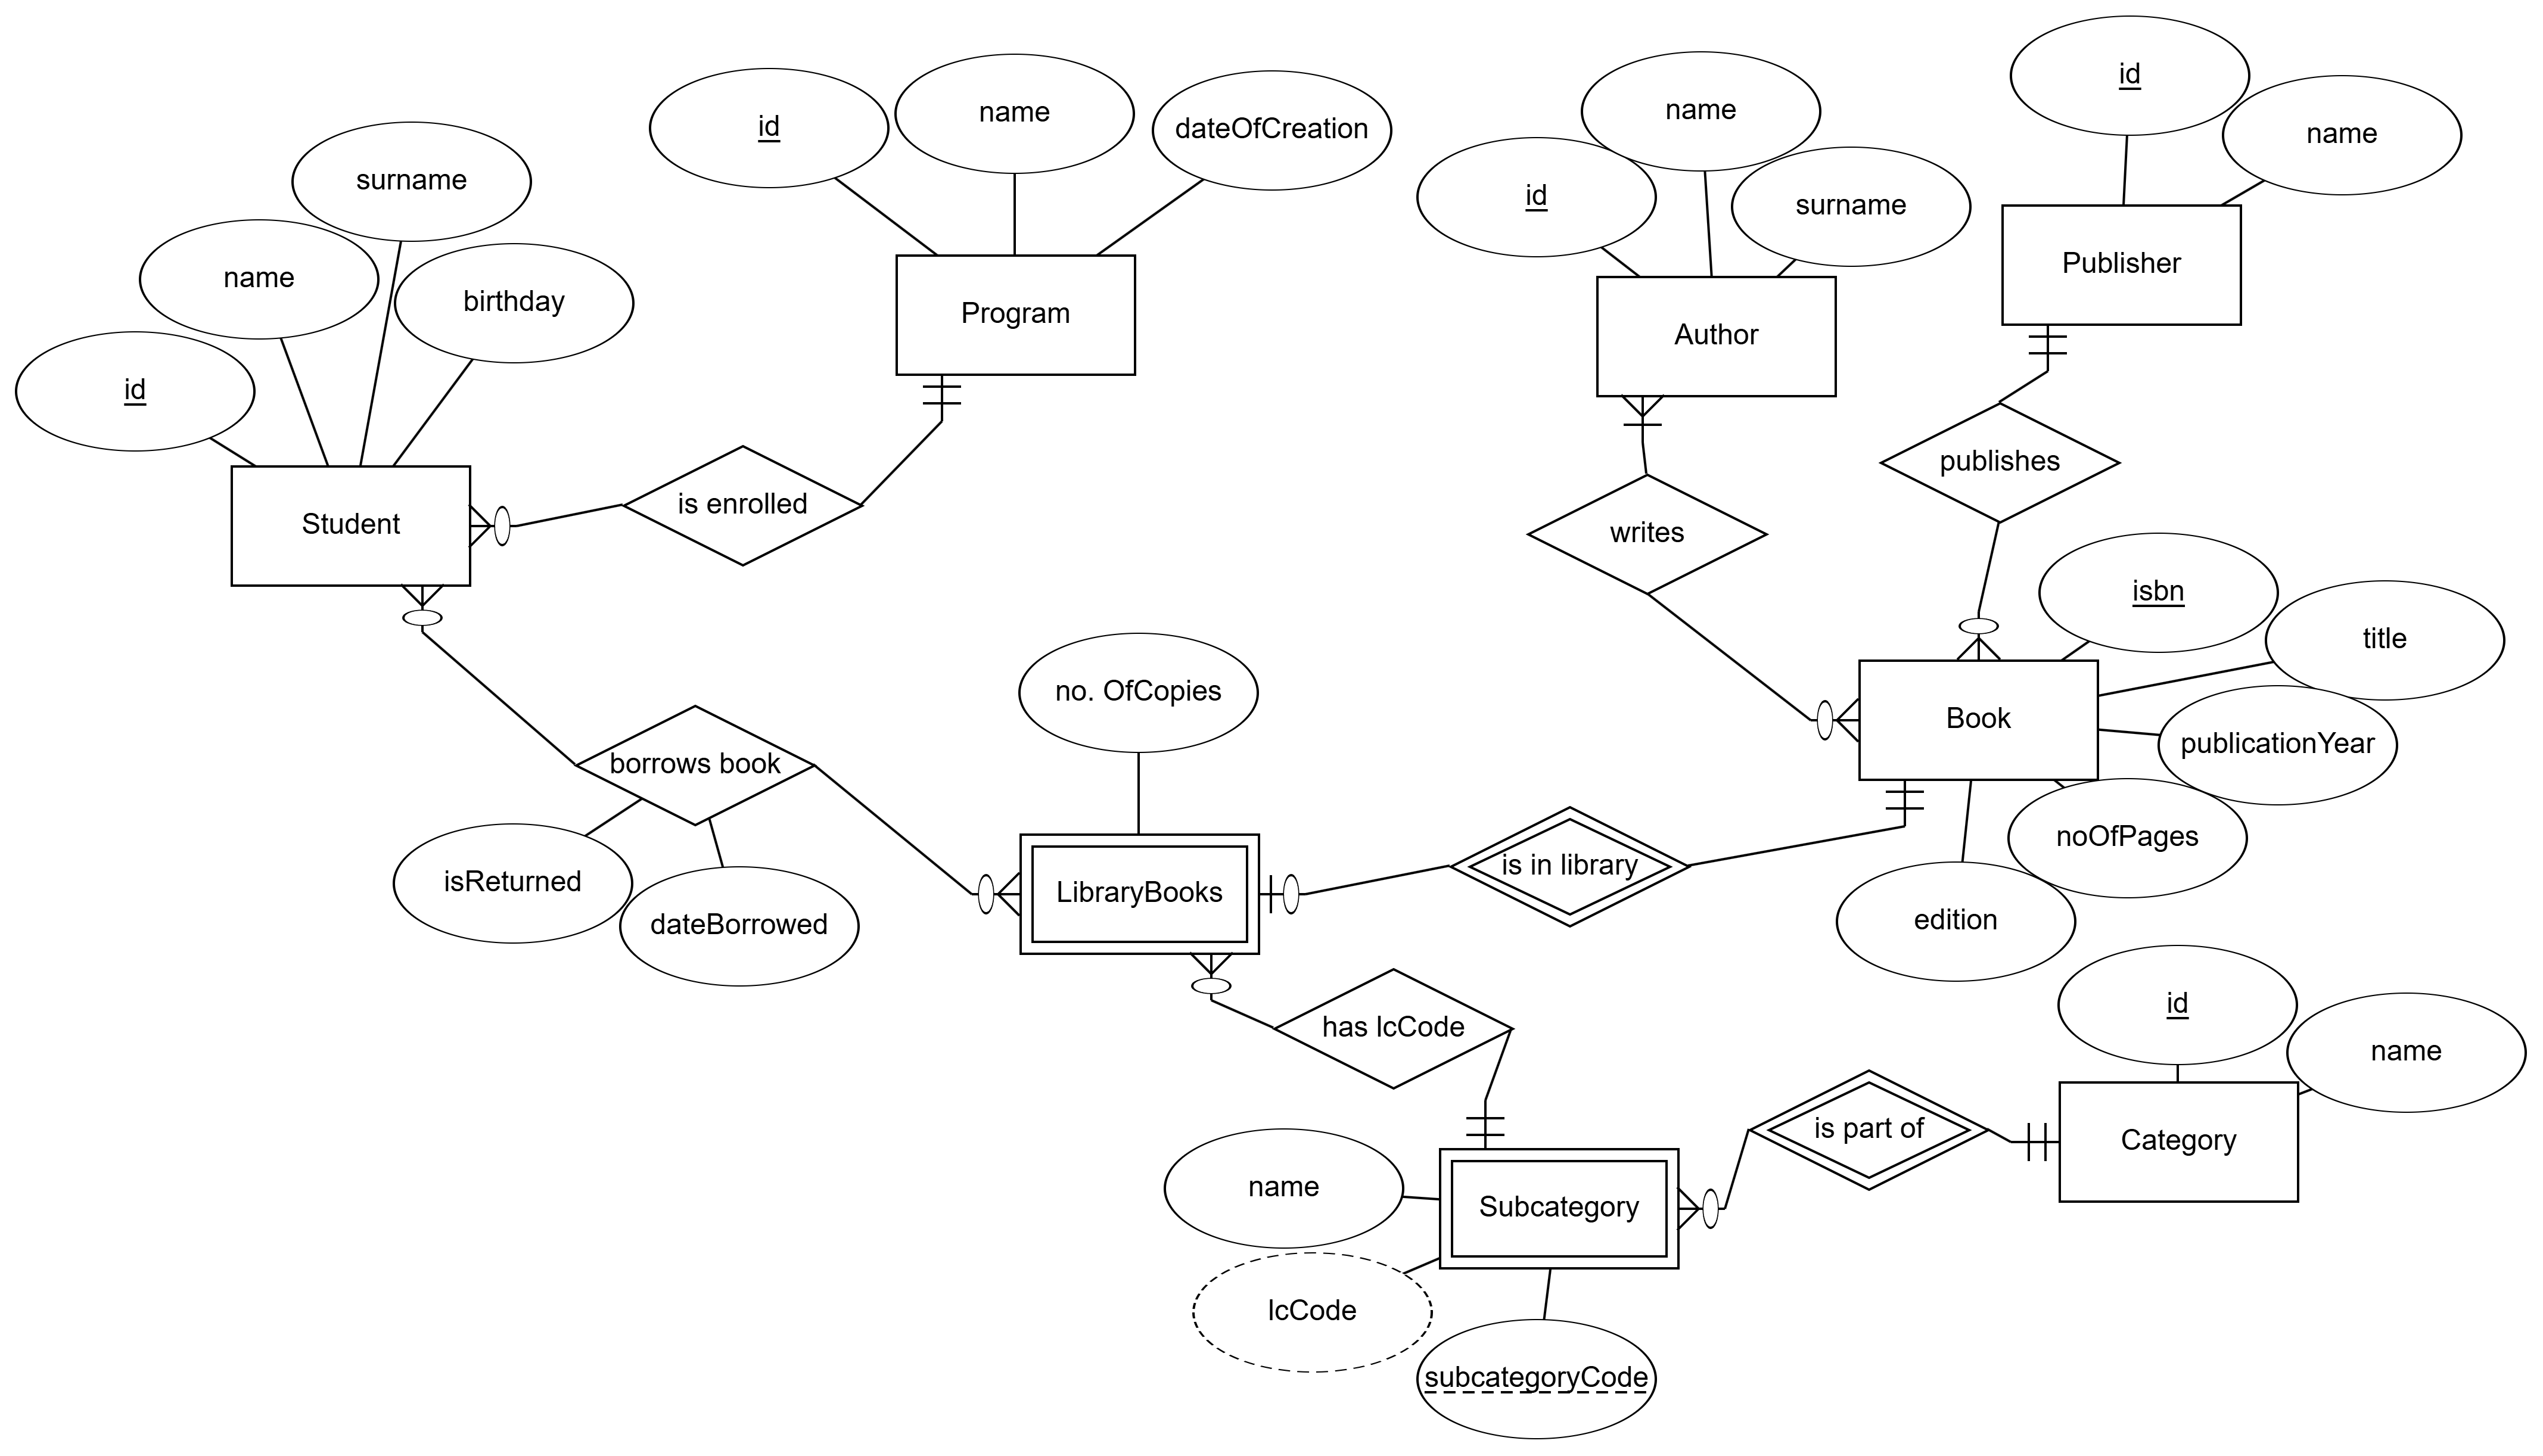 id
name
surname
birthday
Student
id
name
dateOfCreation
Program
is enrolled
id
name
surname
Author
id
name
Publisher
writes
publishes
isbn
title
publicationYear
noOfPages
edition
Book
borrows book
isReturned
dateBorrowed
no. OfCopies
LibraryBooks
is in library
has lcCode
id
name
Category
is part of
name
lcCode
subcategoryCode
Subcategory